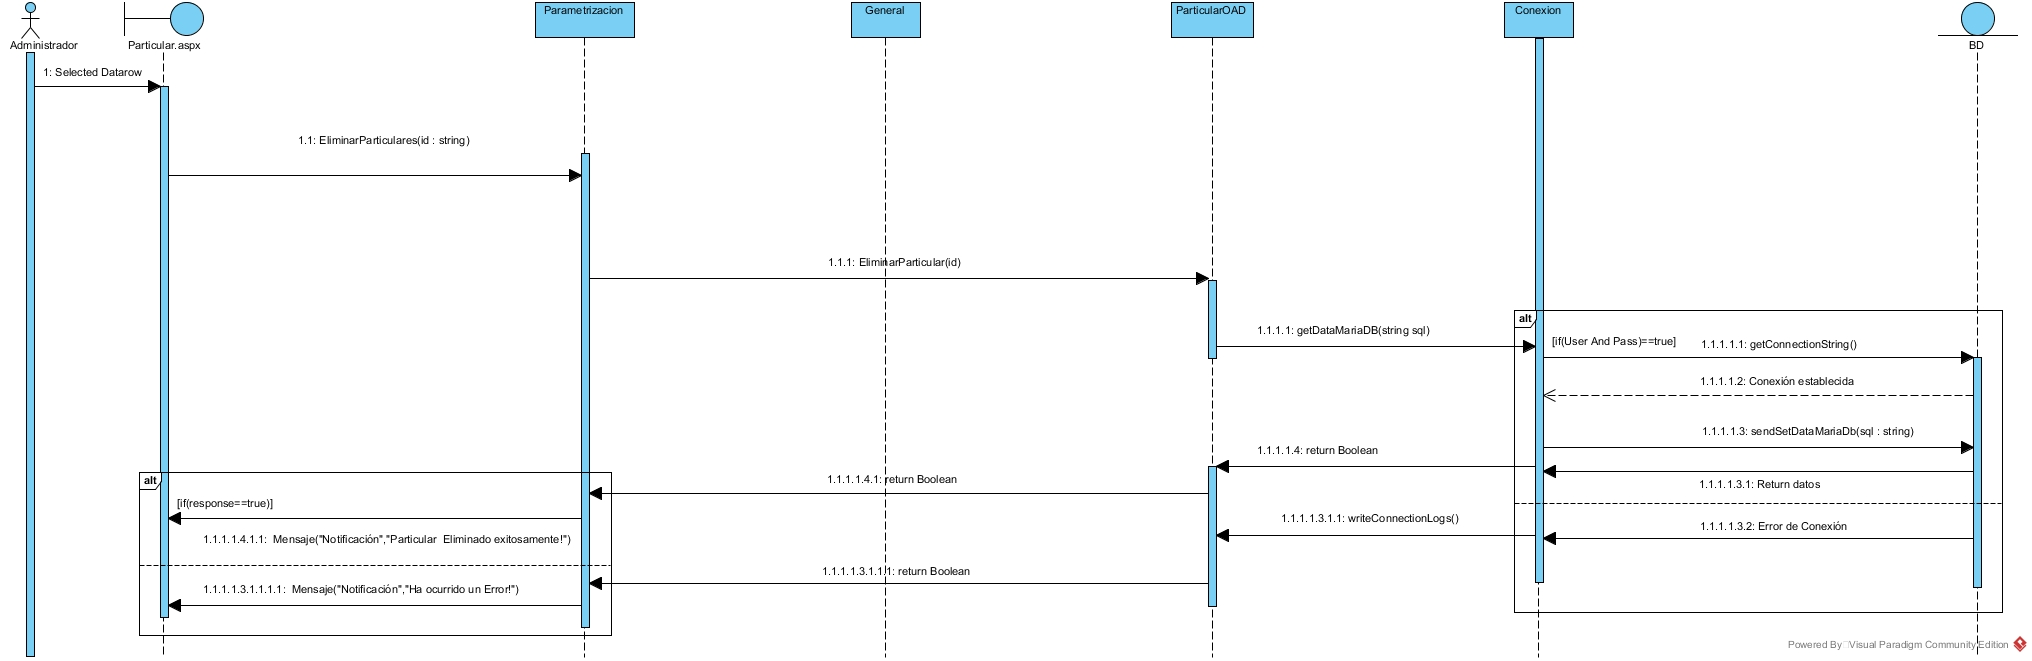 Administrador
Particular.aspx
Parametrizacion
General
ParticularOAD
Conexion
BD
1: Selected Datarow
1.1: EliminarParticulares(id : string)
1.1.1: EliminarParticular(id)
1.1.1.1: getDataMariaDB(string sql)
alt
[if(User And Pass)==true]
1.1.1.1.1: getConnectionString()
1.1.1.1.2: Conexión establecida
1.1.1.1.3: sendSetDataMariaDb(sql : string)
1.1.1.1.4: return Boolean
1.1.1.1.4.1: return Boolean
1.1.1.1.3.1: Return datos
alt
[if(response==true)]
1.1.1.1.4.1.1: Mensaje("Notificación","Particular Eliminado exitosamente!")
1.1.1.1.3.1.1: writeConnectionLogs()
1.1.1.1.3.2: Error de Conexión
1.1.1.1.3.1.1.1: return Boolean
1.1.1.1.3.1.1.1.1: Mensaje("Notificación","Ha ocurrido un Error!")
Powered By Visual Paradigm Community Edition